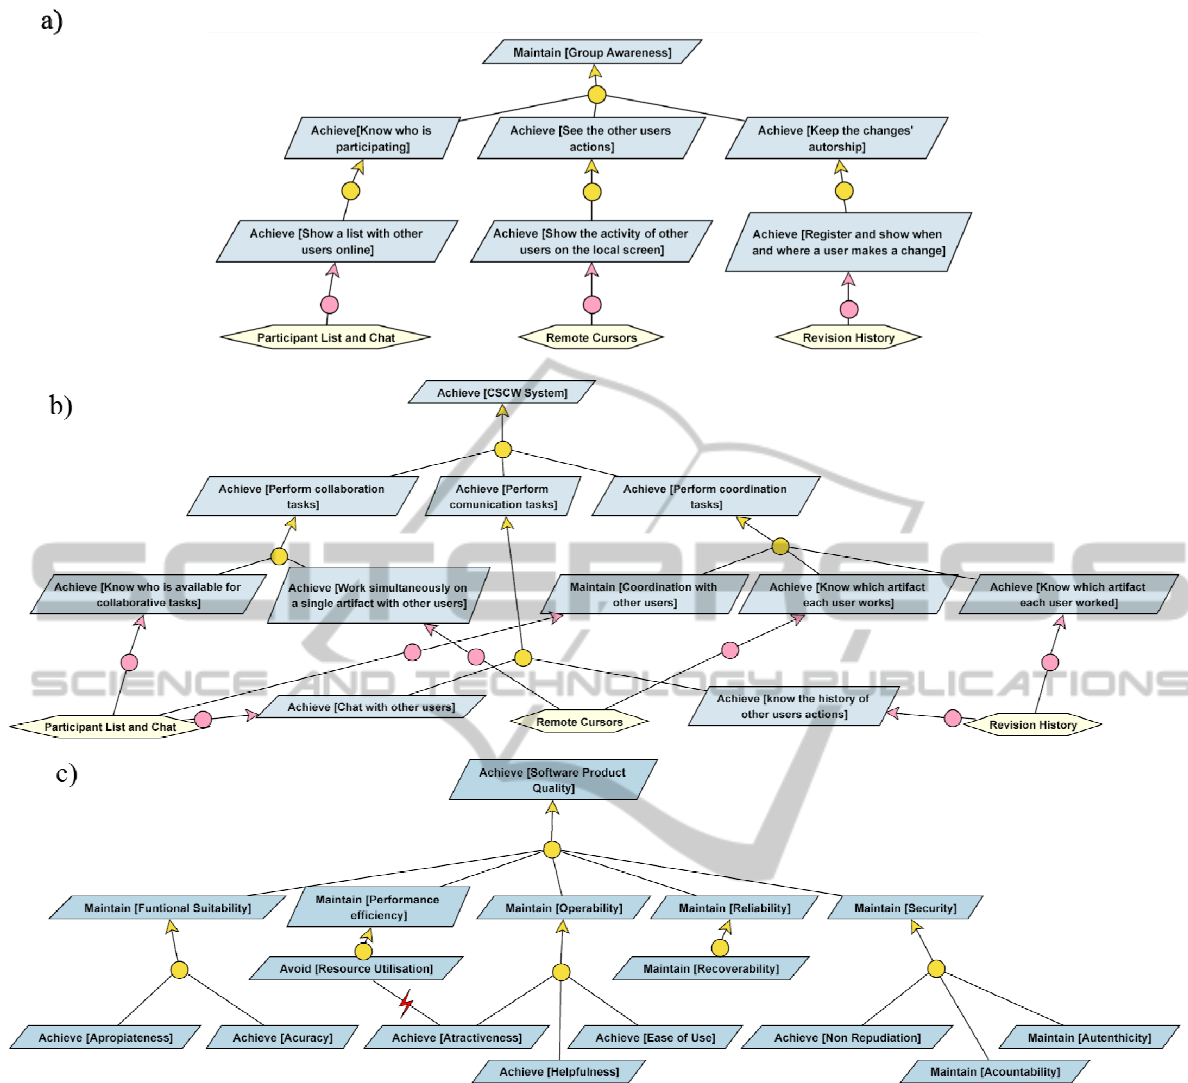 a)
Maintain [Group Awareness]
Achieve[Know who is
participating]
Achieve [See the other users
actions]
Achieve [Keep the changes'
autorship]
Achieve [Show a list with other
users online]
Achieve [Show the activity of other
users on the local screen]
Achieve [Register and show when
and where a user makes a change]
Participant List and Chat
Remote Cursors
Revision History
b)
Achieve [CSCW System]
Achieve [Perform collaboration
tasks]
Achieve [Perform
comunication tasks]
Achieve [Perform coordination
tasks]
SCITEPRESS
Achieve [Know who is available for
collaborative tasks]
Achieve [Work simultaneously on
a single artifact with other users]
Maintain [Coordination with
other users]
Achieve [Know which artifact
each user works]
Achieve [Know which artifact
each user worked]
SCIENCE AND TECHNOLOGY PUBLICATIONS
Achieve [Chat with other users]
Achieve [know the history of
other users actions]
Participant List and Chat
Remote Cursors
Revision History
c)
Achieve [Software Product
Quality]
Maintain [Funtional Suitability]
Maintain [Performance
efficiency]
Maintain [Operability]
Maintain [Reliability]
Maintain [Security]
Avoid [Resource Utilisation]
Maintain [Recoverability]
Achieve [Apropiateness]
Achieve [Acuracy]
Achieve [Atractiveness]
Achieve [Ease of Use]
Achieve [Non Repudiation]
Maintain [Autenthicity]
Achieve [Helpfulness]
Maintain [Acountability]